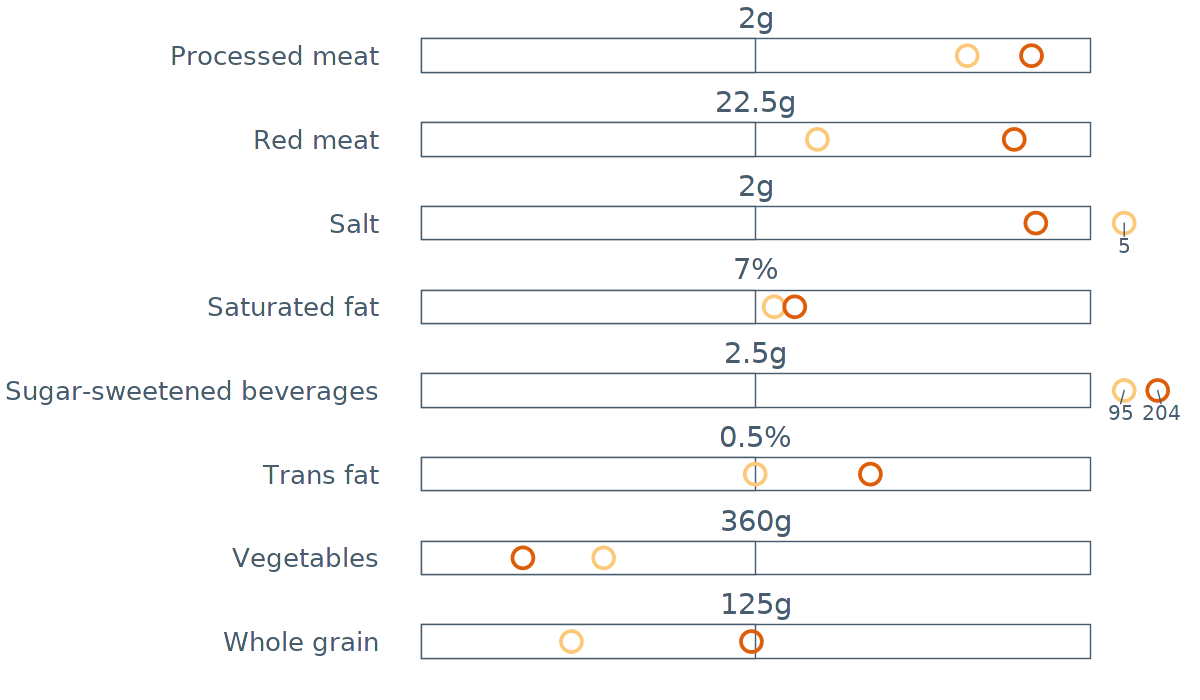 2g
Processed meat
22.5g
Red meat
2g
Salt
5
7%
Saturated fat
2.5g
Sugar-sweetened beverages
95 204
0.5%
Trans fat
360g
Vegetables
125g
Whole grain